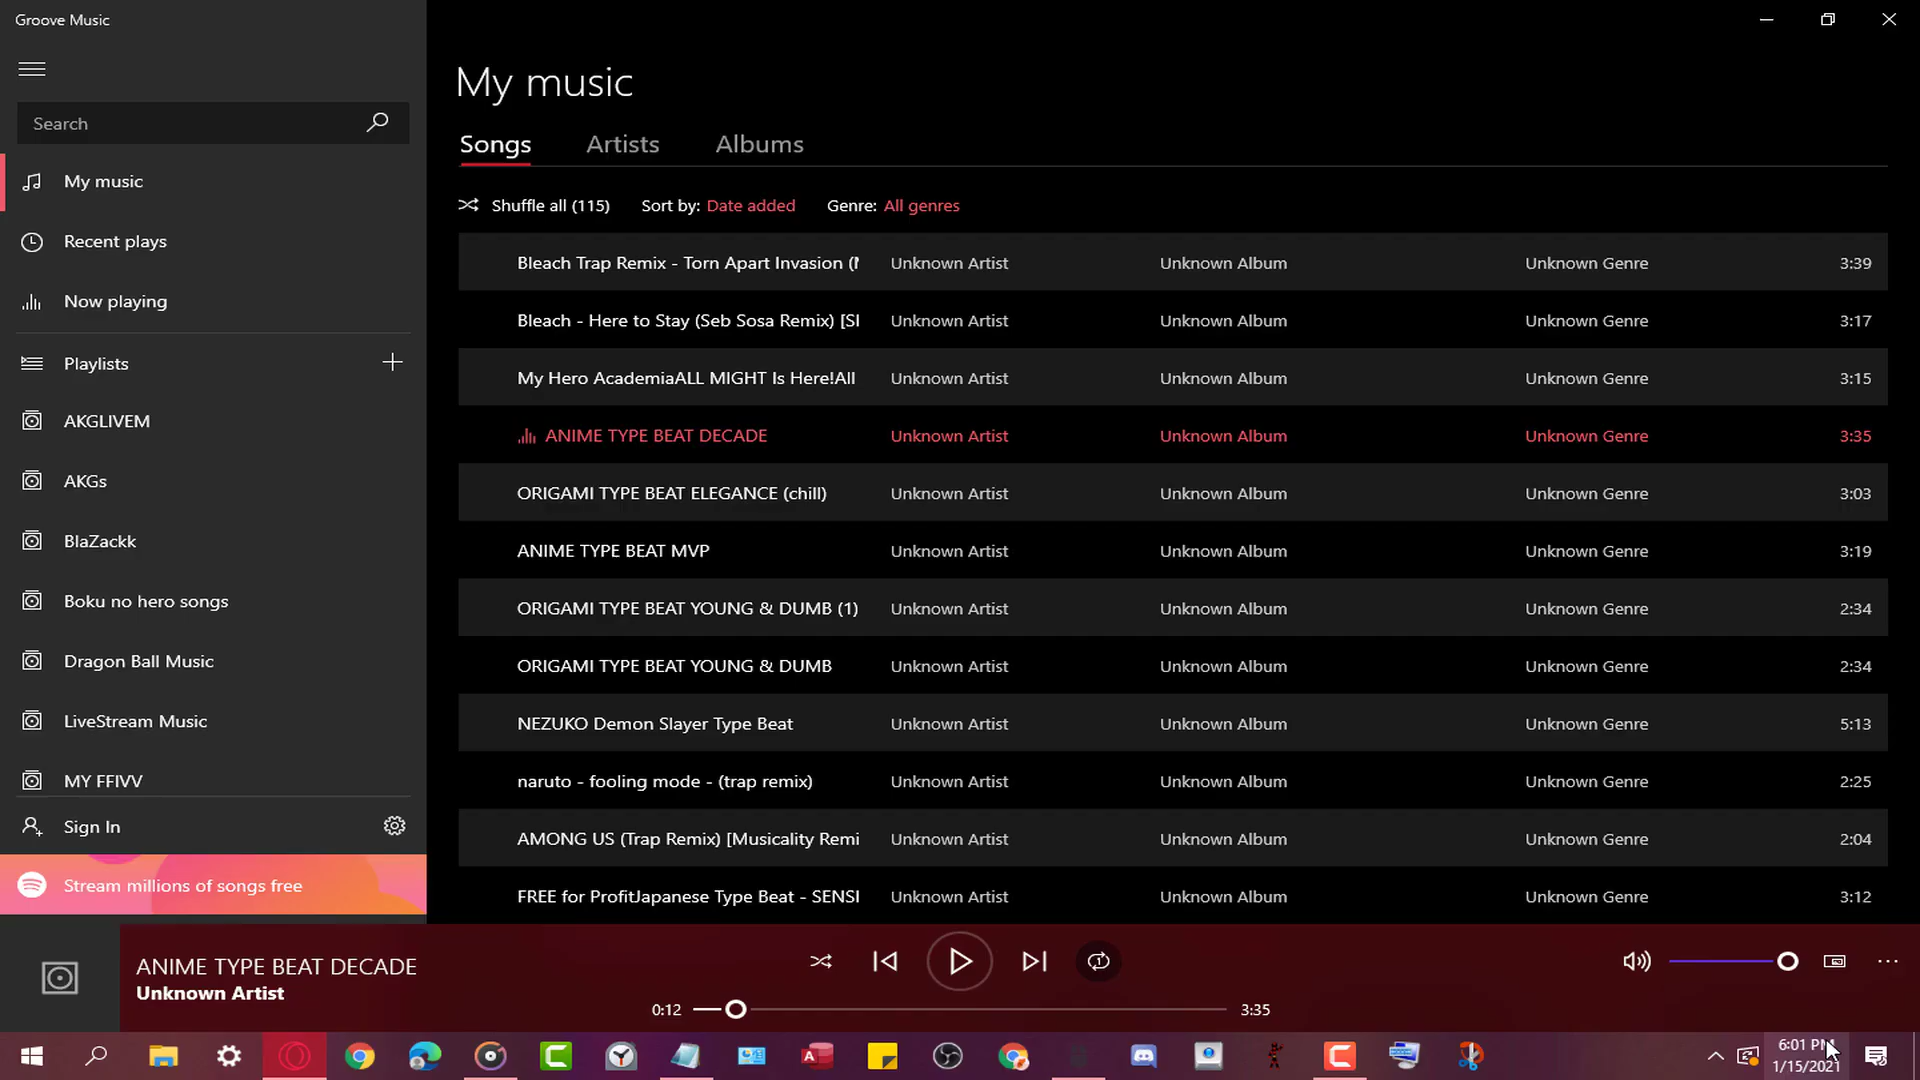 Groove Music
Search
My music
Recent plays
Now playing
Playlists
AKGLIVEM
AKGs
BlaZackk
Boku no hero songs
Dragon Ball Music
LiveStream Music
MY FFIVV
Sign In
Stream millions of songs free
My music
Songs Artists Albums
Shuffle all (115) Sort by: Date added Genre: All genres
Bleach Trap Remix - Torn Apart Invasion ( Unknown Artist Unknown Album Unknown Genre 3:39
Bleach - Here to Stay (Seb Sosa Remix) [SI Unknown Artist Unknown Album Unknown Genre 3:17
My Hero AcademiaALL MIGHT Is Here!All Unknown Artist Unknown Album Unknown Genre 3:15
ANIME TYPE BEAT DECADE Unknown Artist Unknown Album Unknown Genre 3:35
ORIGAMI TYPE BEAT ELEGANCE (chill) Unknown Artist Unknown Album Unknown Genre 3:03
ANIME TYPE BEAT MVP Unknown Artist Unknown Album Unknown Genre 3:19
ORIGAMI TYPE BEAT YOUNG & DUMB (1) Unknown Artist Unknown Album Unknown Genre 2:34
ORIGAMI TYPE BEAT YOUNG & DUMB Unknown Artist Unknown Album Unknown Genre 2:34
NEZUKO Demon Slayer Type Beat Unknown Artist Unknown Album Unknown Genre 5:13
naruto - fooling mode - (trap remix) Unknown Artist Unknown Album Unknown Genre 2:25
AMONG US (Trap Remix) [Musicality Remi Unknown Artist Unknown Album Unknown Genre 2:04
FREE for ProfitJapanese Type Beat - SENSI Unknown Artist Unknown Album Unknown Genre 3:12
ANIME TYPE BEAT DECADE
Unknown Artist
0:12 3:35
6:01 PM
1/15/2021